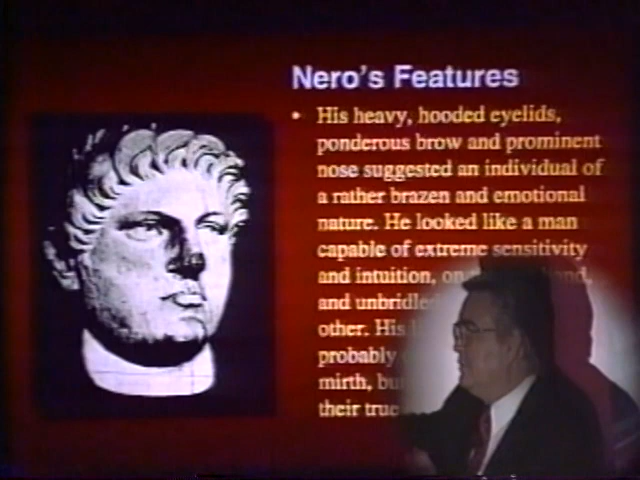 Nero's Features
• His heavy, hooded eyelids,
ponderous brow and prominent
nose suggested an individual of
a rather brazen and emotional
nature. He looked like a man
capable of extreme sensitivity
and intuition, on
and
other. His
probably
mirth, but
their true